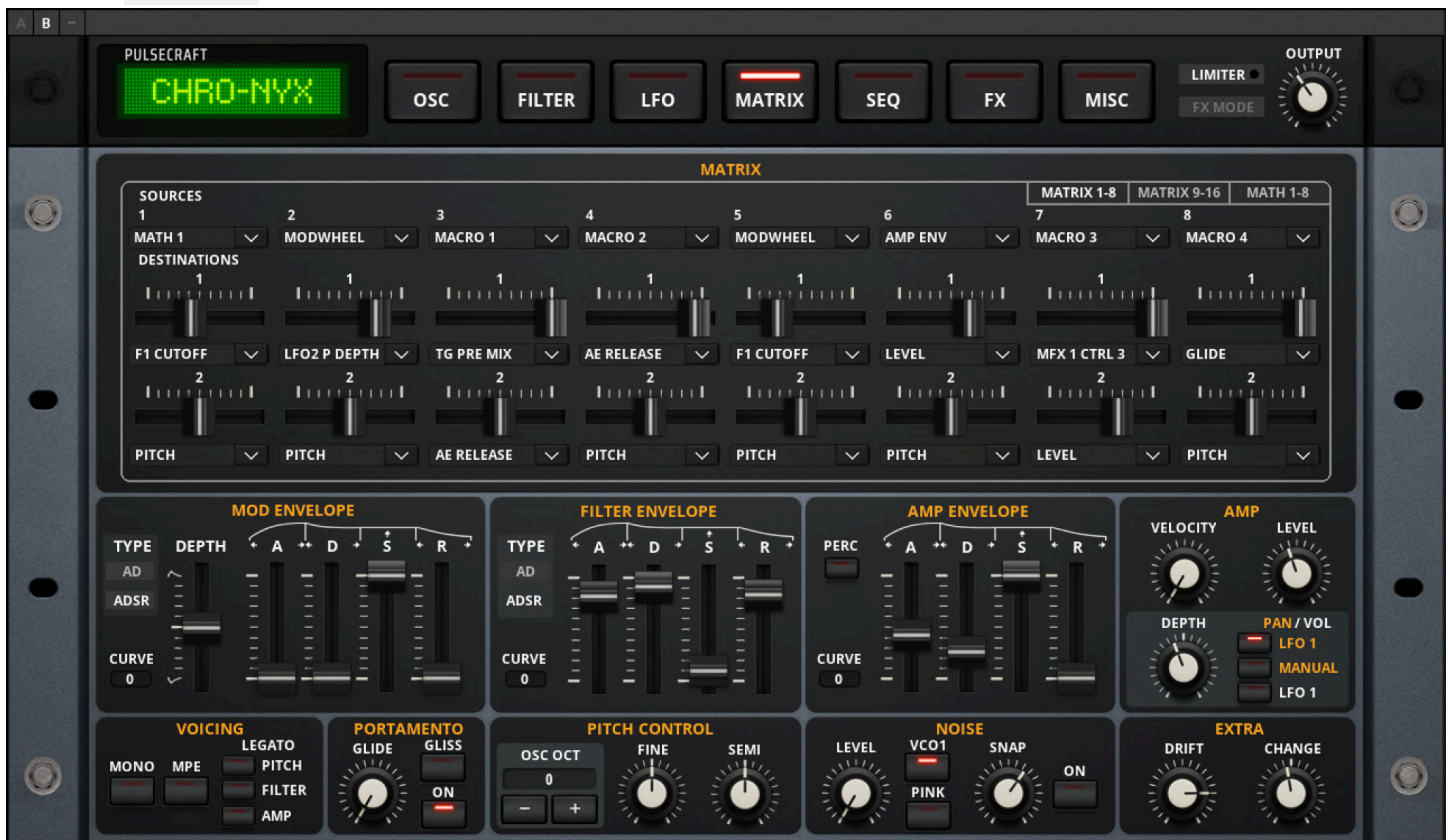 A B –
PULSECRAFT
CHRO-NYX
OSC FILTER LFO MATRIX SEQ FX MISC
LIMITER
FX MODE
OUTPUT
MATRIX
SOURCES
MATRIX 1-8 MATRIX 9-16 MATH 1-8
1 2 3 4 5 6 7 8
MATH 1 MODWHEEL MACRO 1 MACRO 2 MODWHEEL AMP ENV MACRO 3 MACRO 4
DESTINATIONS
1 1 1 1 1 1 1 1
F1 CUTOFF LFO2 P DEPTH TG PRE MIX AE RELEASE F1 CUTOFF LEVEL MFX 1 CTRL 3 GLIDE
2 2 2 2 2 2 2 2
PITCH PITCH AE RELEASE PITCH PITCH PITCH LEVEL PITCH
MOD ENVELOPE
TYPE DEPTH A D S R
AD
ADSR
CURVE
0
FILTER ENVELOPE
TYPE A D S R
AD
ADSR
CURVE
0
AMP ENVELOPE
PERC A D S R
CURVE
0
AMP
VELOCITY LEVEL
DEPTH PAN / VOL
LFO 1
MANUAL
LFO 1
VOICING
LEGATO
MONO MPE PITCH
FILTER
AMP
PORTAMENTO
GLIDE GLISS
ON
PITCH CONTROL
OSC OCT FINE SEMI
0
– +
NOISE
LEVEL VCO1 SNAP
ON
PINK
EXTRA
DRIFT CHANGE